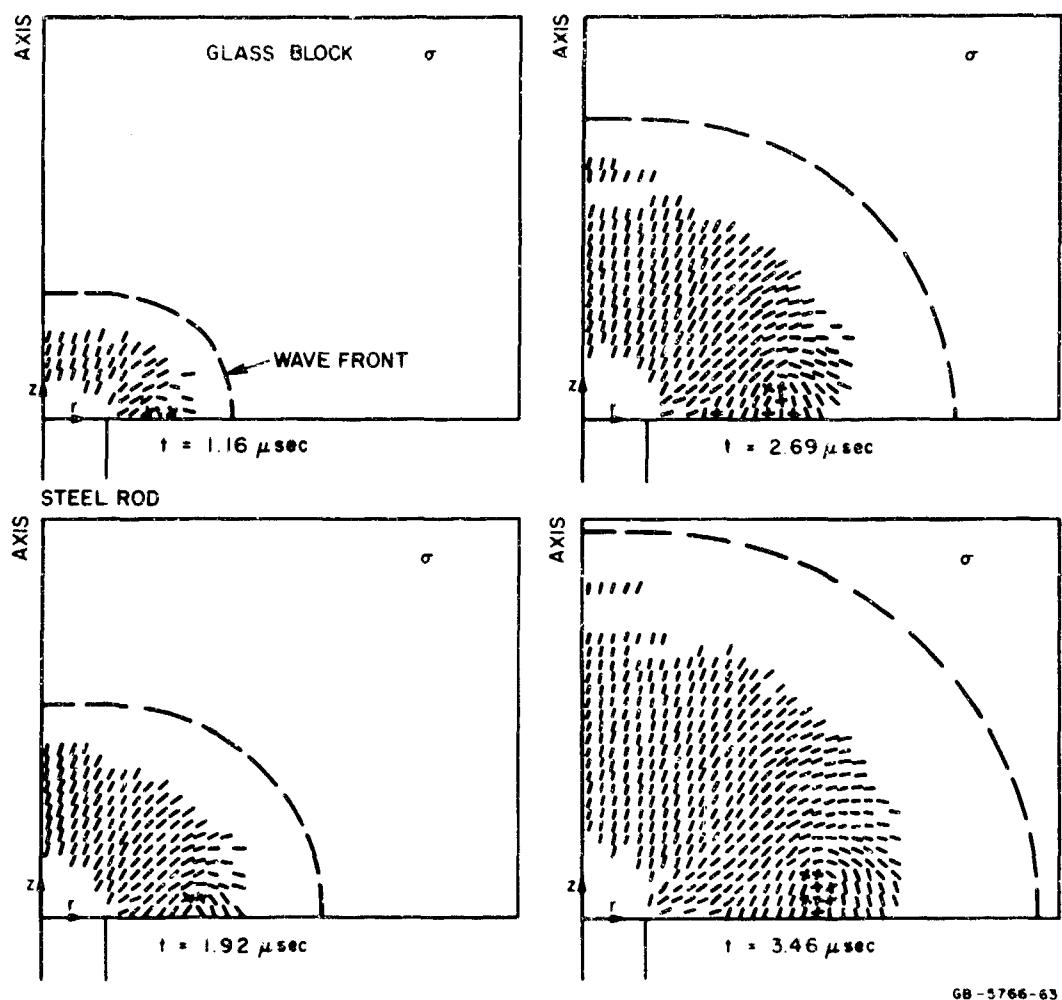 AXIS
GLASS BLOCK σ
WAVE FRONT
z
r
t = 1.16 μsec
STEEL ROD
AXIS
σ
z
r
t = 2.69 μsec
AXIS
σ
z
r
t = 1.92 μsec
AXIS
σ
z
r
t = 3.46 μsec
GB-5766-63